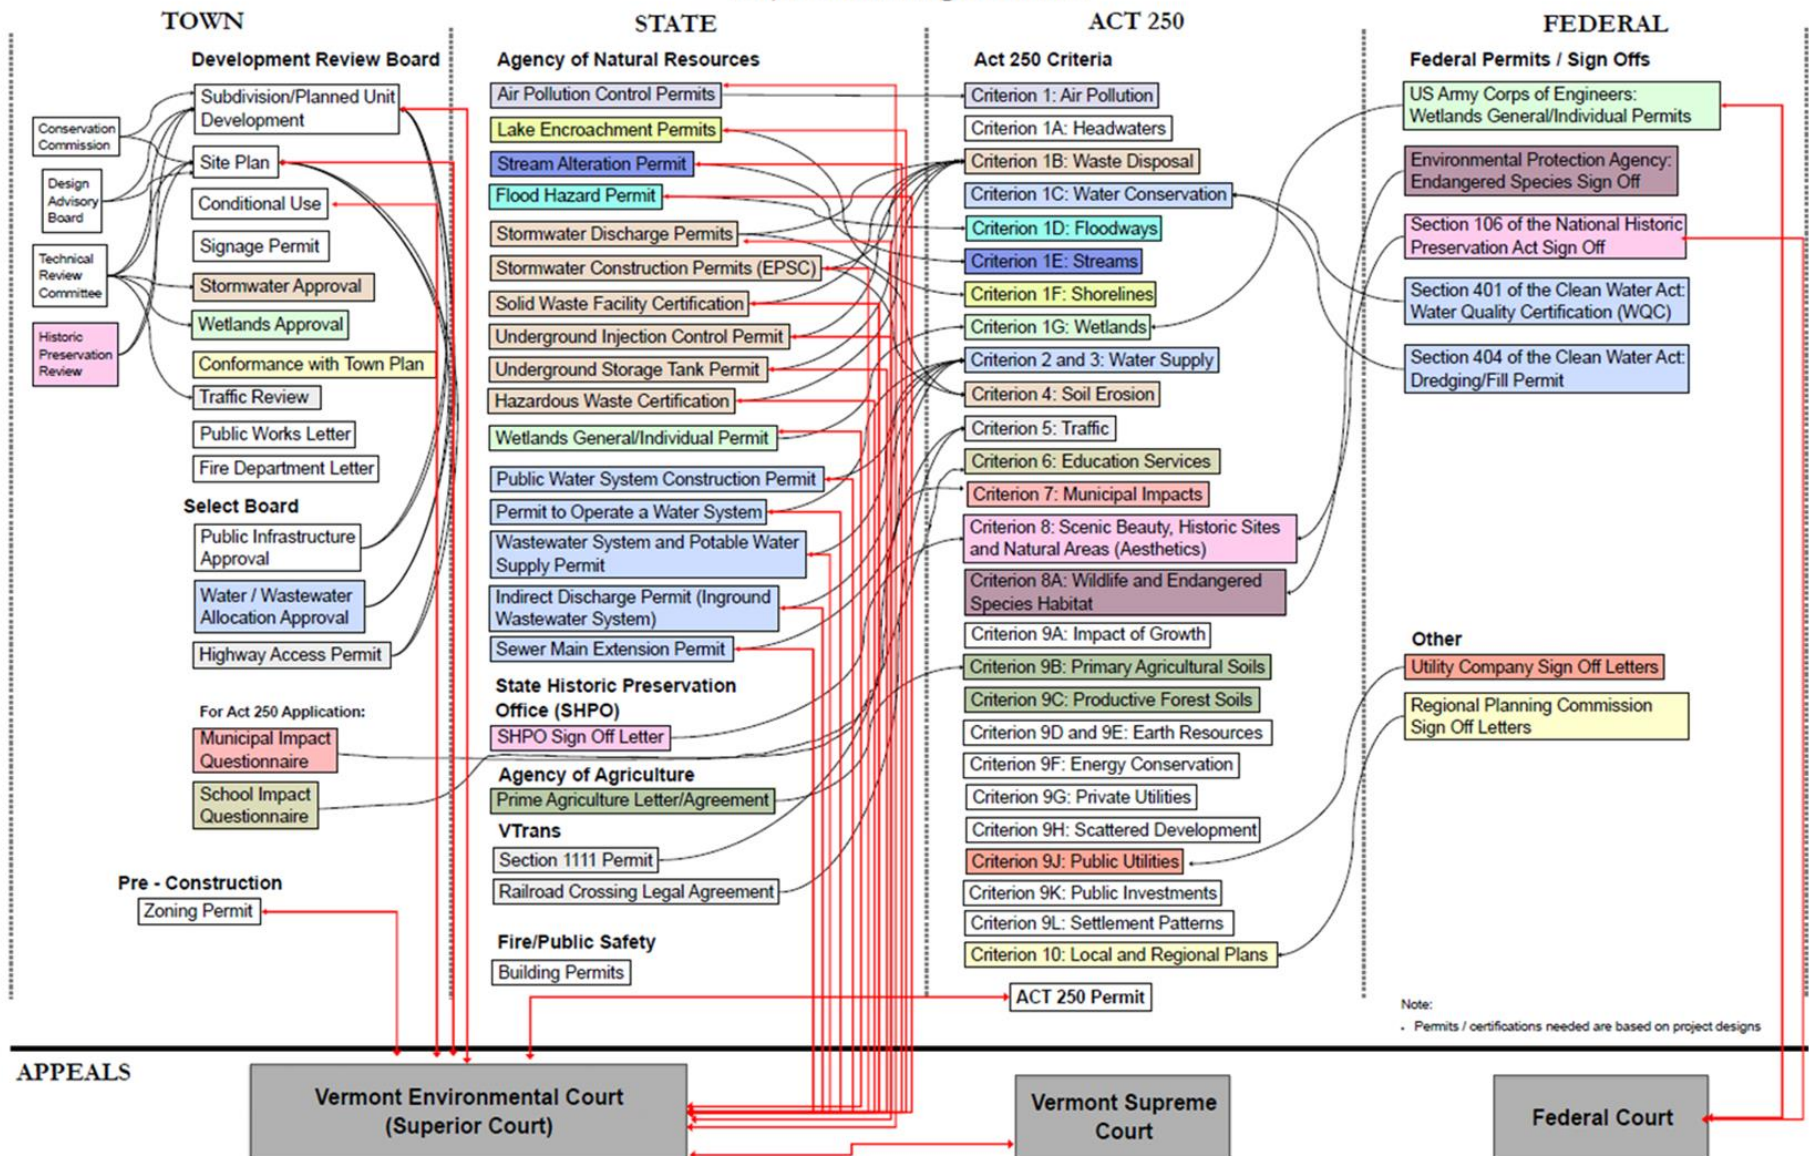 TOWN
STATE
ACT 250
FEDERAL
Development Review Board
Subdivision/Planned Unit
Development
Conservation
Commission
Site Plan
Design
Advisory
Board
Conditional Use
Signage Permit
Technical
Review
Committee
Stormwater Approval
Wetlands Approval
Historic
Preservation
Review
Conformance with Town Plan
Traffic Review
Public Works Letter
Fire Department Letter
Select Board
Public Infrastructure
Approval
Water / Wastewater
Allocation Approval
Highway Access Permit
For Act 250 Application:
Municipal Impact
Questionnaire
School Impact
Questionnaire
Pre - Construction
Zoning Permit
Agency of Natural Resources
Air Pollution Control Permits
Lake Encroachment Permits
Stream Alteration Permit
Flood Hazard Permit
Stormwater Discharge Permits
Stormwater Construction Permits (EPSC)
Solid Waste Facility Certification
Underground Injection Control Permit
Underground Storage Tank Permit
Hazardous Waste Certification
Wetlands General/Individual Permit
Public Water System Construction Permit
Permit to Operate a Water System
Wastewater System and Potable Water
Supply Permit
Indirect Discharge Permit (Inground
Wastewater System)
Sewer Main Extension Permit
State Historic Preservation
Office (SHPO)
SHPO Sign Off Letter
Agency of Agriculture
Prime Agriculture Letter/Agreement
VTrans
Section 1111 Permit
Railroad Crossing Legal Agreement
Fire/Public Safety
Building Permits
Act 250 Criteria
Criterion 1: Air Pollution
Criterion 1A: Headwaters
Criterion 1B: Waste Disposal
Criterion 1C: Water Conservation
Criterion 1D: Floodways
Criterion 1E: Streams
Criterion 1F: Shorelines
Criterion 1G: Wetlands
Criterion 2 and 3: Water Supply
Criterion 4: Soil Erosion
Criterion 5: Traffic
Criterion 6: Education Services
Criterion 7: Municipal Impacts
Criterion 8: Scenic Beauty, Historic Sites
and Natural Areas (Aesthetics)
Criterion 8A: Wildlife and Endangered
Species Habitat
Criterion 9A: Impact of Growth
Criterion 9B: Primary Agricultural Soils
Criterion 9C: Productive Forest Soils
Criterion 9D and 9E: Earth Resources
Criterion 9F: Energy Conservation
Criterion 9G: Private Utilities
Criterion 9H: Scattered Development
Criterion 9J: Public Utilities
Criterion 9K: Public Investments
Criterion 9L: Settlement Patterns
Criterion 10: Local and Regional Plans
ACT 250 Permit
Federal Permits / Sign Offs
US Army Corps of Engineers:
Wetlands General/Individual Permits
Environmental Protection Agency:
Endangered Species Sign Off
Section 106 of the National Historic
Preservation Act Sign Off
Section 401 of the Clean Water Act:
Water Quality Certification (WQC)
Section 404 of the Clean Water Act:
Dredging/Fill Permit
Other
Utility Company Sign Off Letters
Regional Planning Commission
Sign Off Letters
Note:
• Permits / certifications needed are based on project designs
APPEALS
Vermont Environmental Court
(Superior Court)
Vermont Supreme
Court
Federal Court